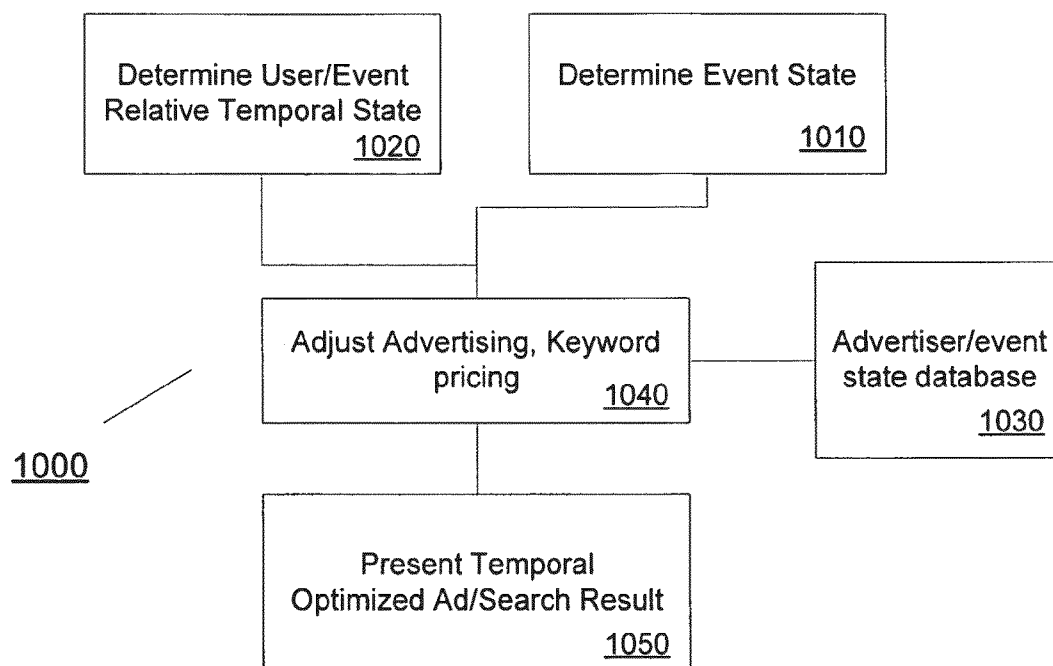 Determine User/Event
Relative Temporal State
1020
Determine Event State
1010
Adjust Advertising, Keyword
pricing
1040
Advertiser/event
state database
1030
1000
Present Temporal
Optimized Ad/Search Result
1050